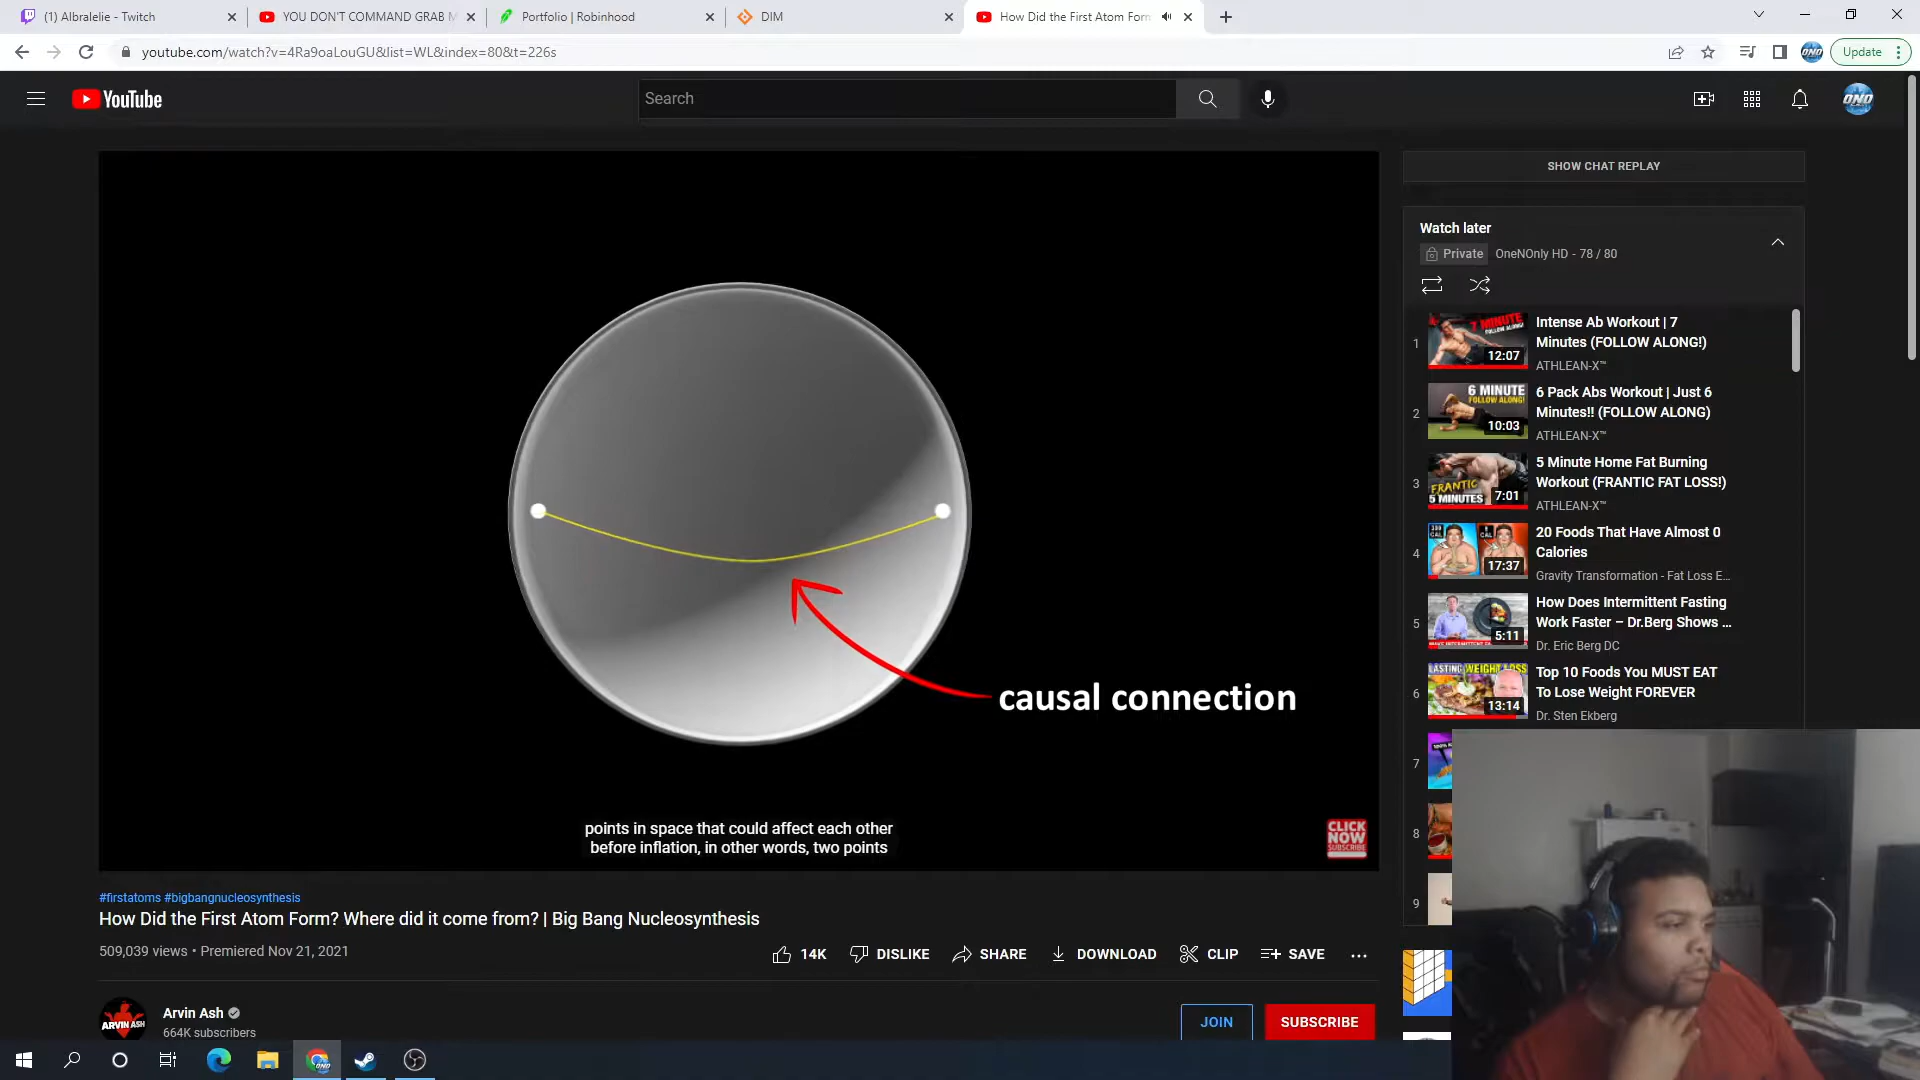 (1) Albralelie - Twitch
YOU DON'T COMMAND GRAB M
Portfolio | Robinhood
DIM
How Did the First Atom Form
youtube.com/watch?v=4Ra9oaLouGU&list=WL&index=80&t=226s
Update
YouTube
Search
SHOW CHAT REPLAY
Watch later
Private
OneNOnly HD - 78 / 80
1
7 MINUTE
FOLLOW ALONG!
12:07
Intense Ab Workout | 7
Minutes (FOLLOW ALONG!)
ATHLEAN-X™
2
6 MINUTE
FOLLOW ALONG!
10:03
6 Pack Abs Workout | Just 6
Minutes!! (FOLLOW ALONG)
ATHLEAN-X™
3
FRANTIC
5 MINUTES
7:01
5 Minute Home Fat Burning
Workout (FRANTIC FAT LOSS!)
ATHLEAN-X™
4
17:37
20 Foods That Have Almost 0
Calories
Gravity Transformation - Fat Loss E...
5
5:11
How Does Intermittent Fasting
Work Faster – Dr.Berg Shows ...
Dr. Eric Berg DC
6
13:14
Top 10 Foods You MUST EAT
To Lose Weight FOREVER
Dr. Sten Ekberg
7
8
9
causal connection
points in space that could affect each other
before inflation, in other words, two points
CLICK
NOW
SUBSCRIBE
#firstatoms #bigbangnucleosynthesis
How Did the First Atom Form? Where did it come from? | Big Bang Nucleosynthesis
509,039 views • Premiered Nov 21, 2021
14K
DISLIKE
SHARE
DOWNLOAD
CLIP
SAVE
ARVIN ASH
Arvin Ash
664K subscribers
JOIN
SUBSCRIBE